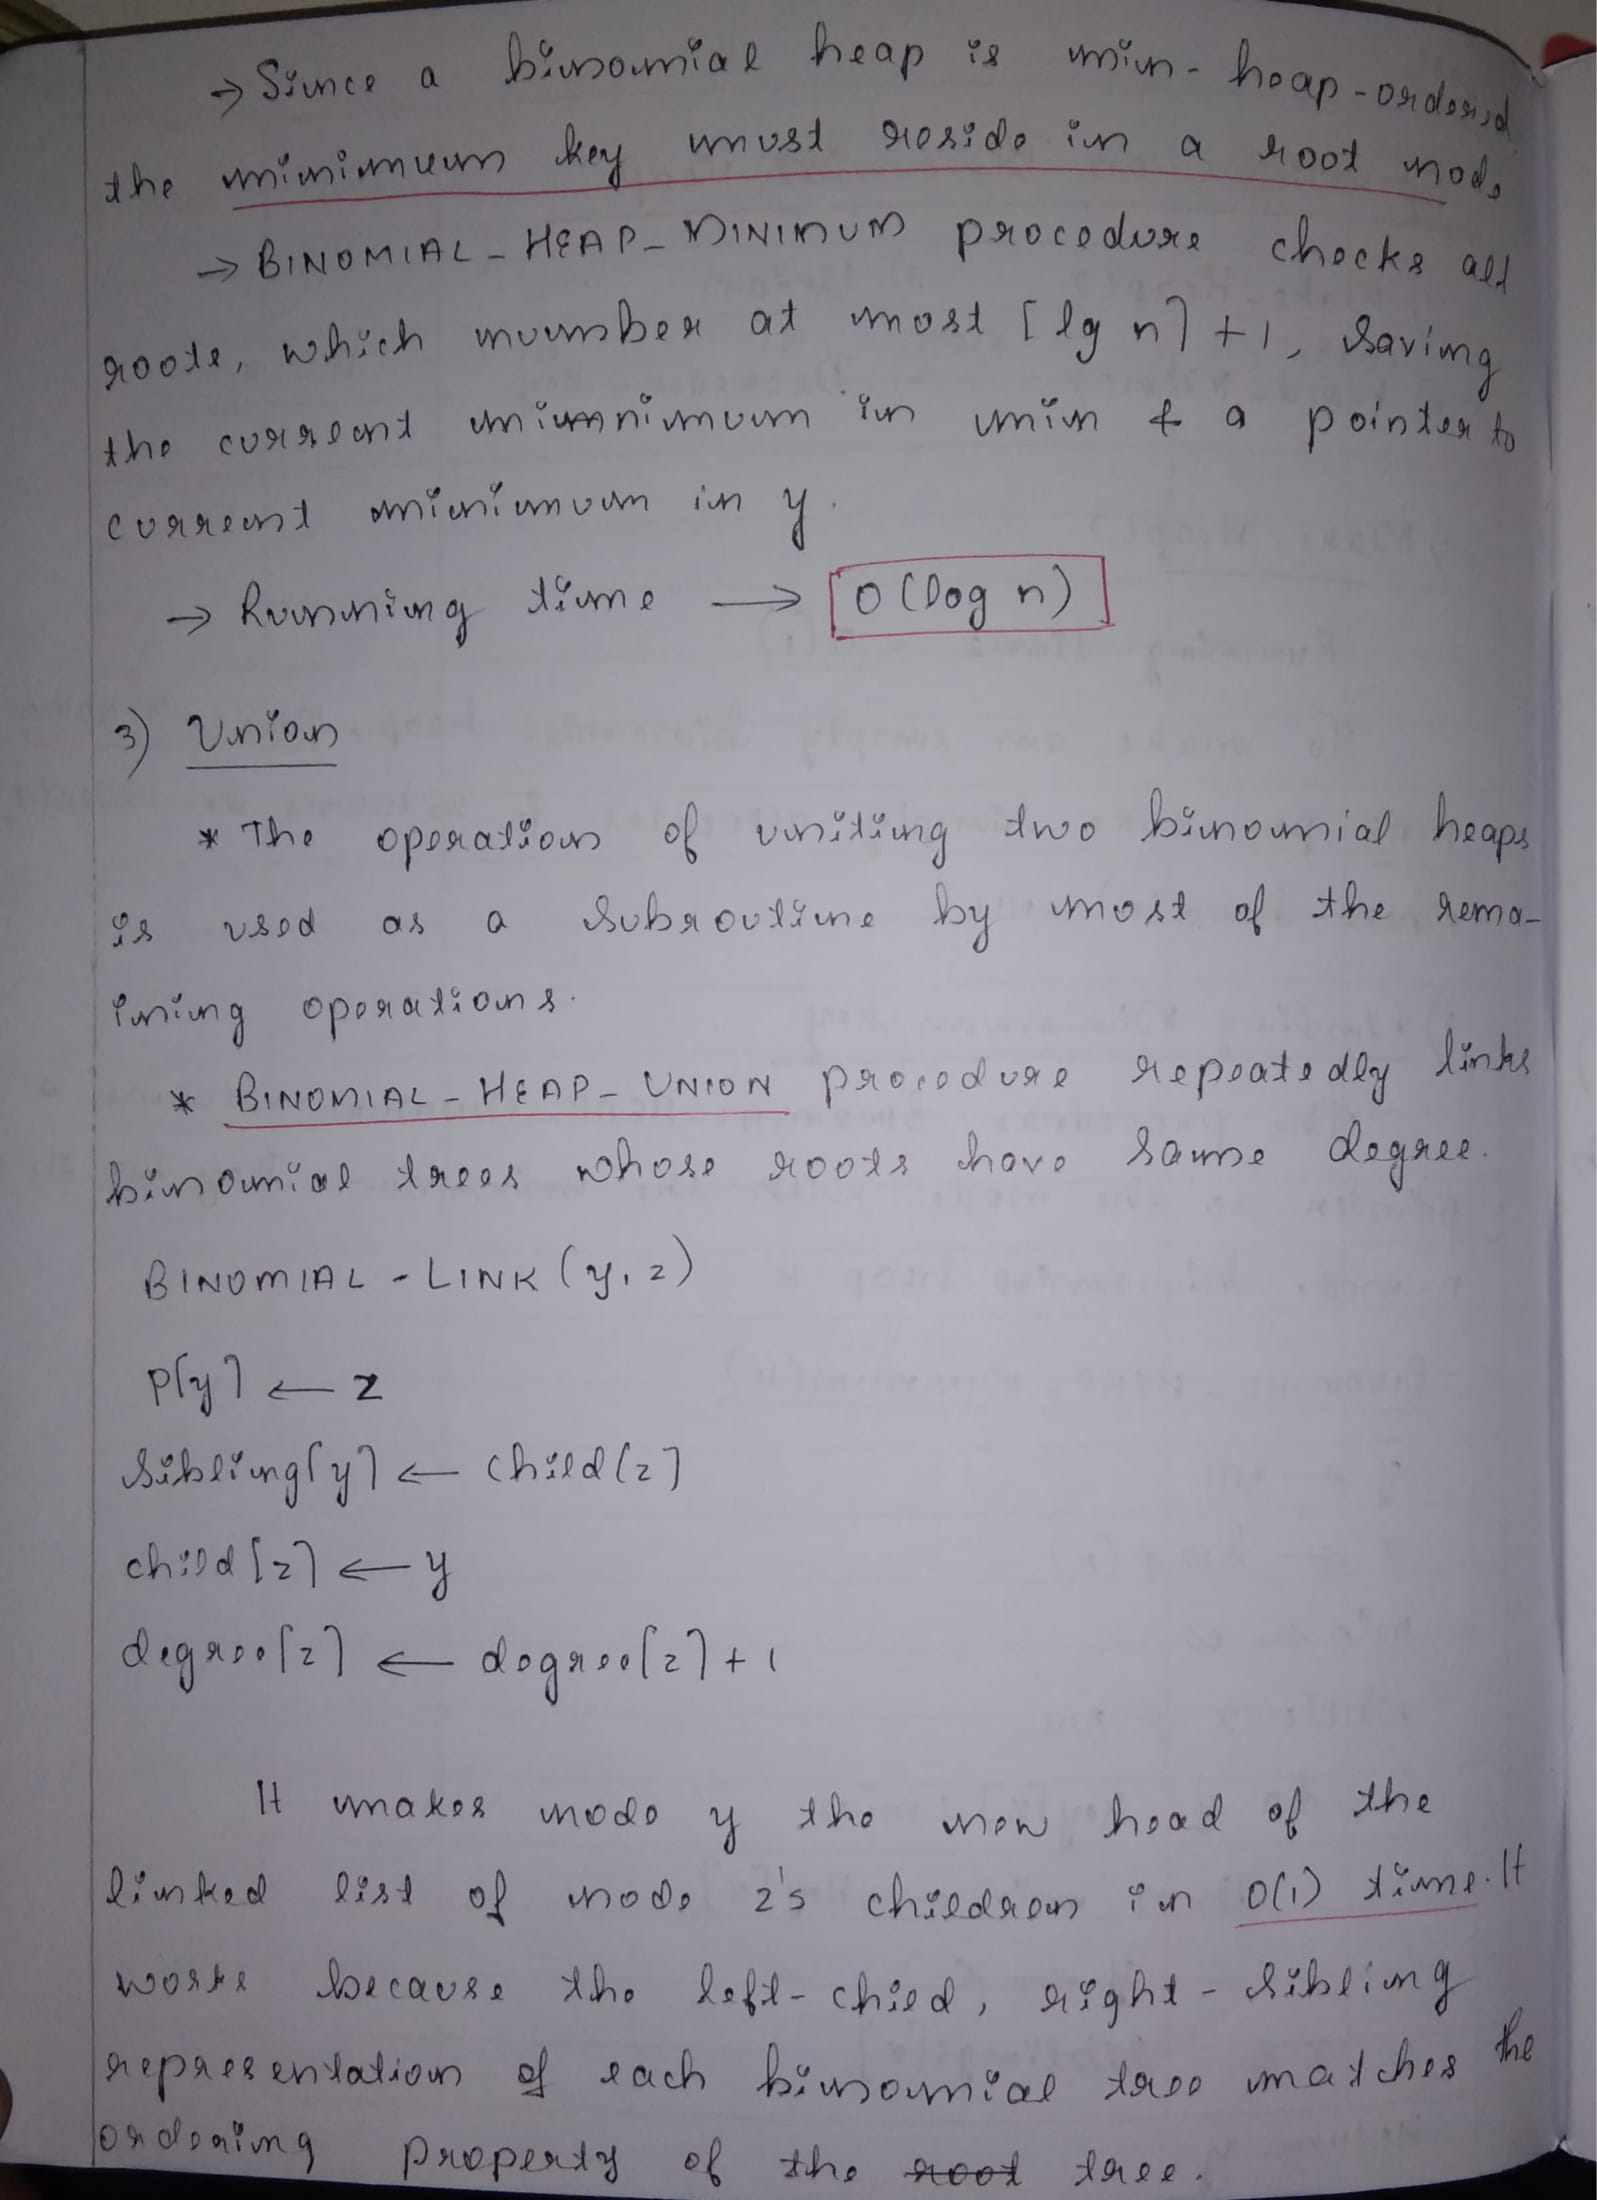 → Since a binomial heap is min-heap-ordered
the minimum key must reside in a root node
→ BINOMIAL-HEAP-MINIMUM procedure checks all
roots, which number at most ⌈lg n⌉ + 1, saving
the current minimum in min & a pointer to
current minimum in y.
→ Running time → O(log n)
3) Union
* The operation of uniting two binomial heaps
is used as a subroutine by most of the rema-
ining operations.
* BINOMIAL-HEAP-UNION procedure repeatedly links
binomial trees whose roots have same degree.
BINOMIAL-LINK(y, z)
P[y] ← z
sibling[y] ← child[z]
child[z] ← y
degree[z] ← degree[z] + 1
It makes node y the new head of the
linked list of node z's children in O(1) time. It
works because the left-child, right-sibling
representation of each binomial tree matches the
ordering property of the root tree.